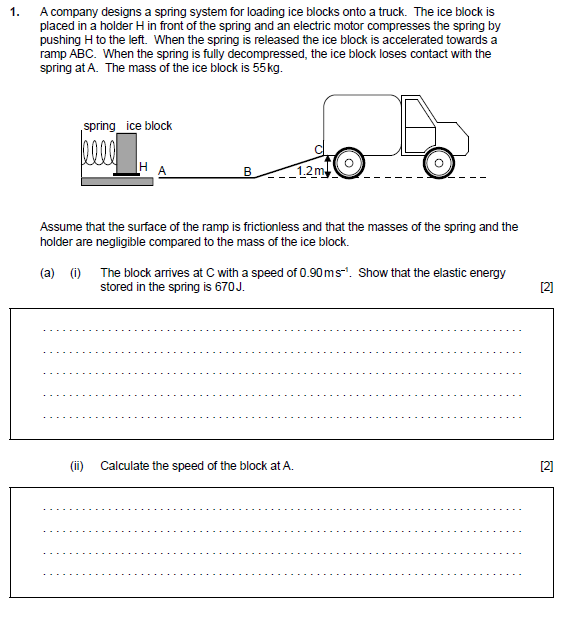 1. A company designs a spring system for loading ice blocks onto a truck. The ice block is
placed in a holder H in front of the spring and an electric motor compresses the spring by
pushing H to the left. When the spring is released the ice block is accelerated towards a
ramp ABC. When the spring is fully decompressed, the ice block loses contact with the
spring at A. The mass of the ice block is 55 kg.
spring ice block
C
H A B 1.2 m
Assume that the surface of the ramp is frictionless and that the masses of the spring and the
holder are negligible compared to the mass of the ice block.
(a) (i) The block arrives at C with a speed of 0.90 m s⁻¹. Show that the elastic energy
stored in the spring is 670 J. [2]
(ii) Calculate the speed of the block at A. [2]